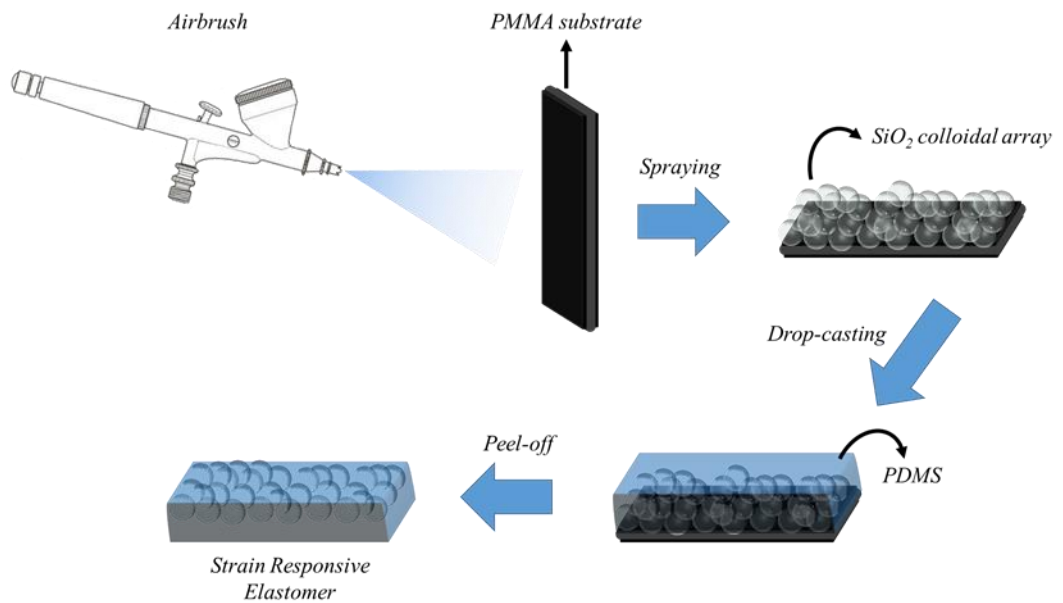 Airbrush
PMMA substrate
SiO₂ colloidal array
Spraying
Drop-casting
Peel-off
PDMS
Strain Responsive
Elastomer